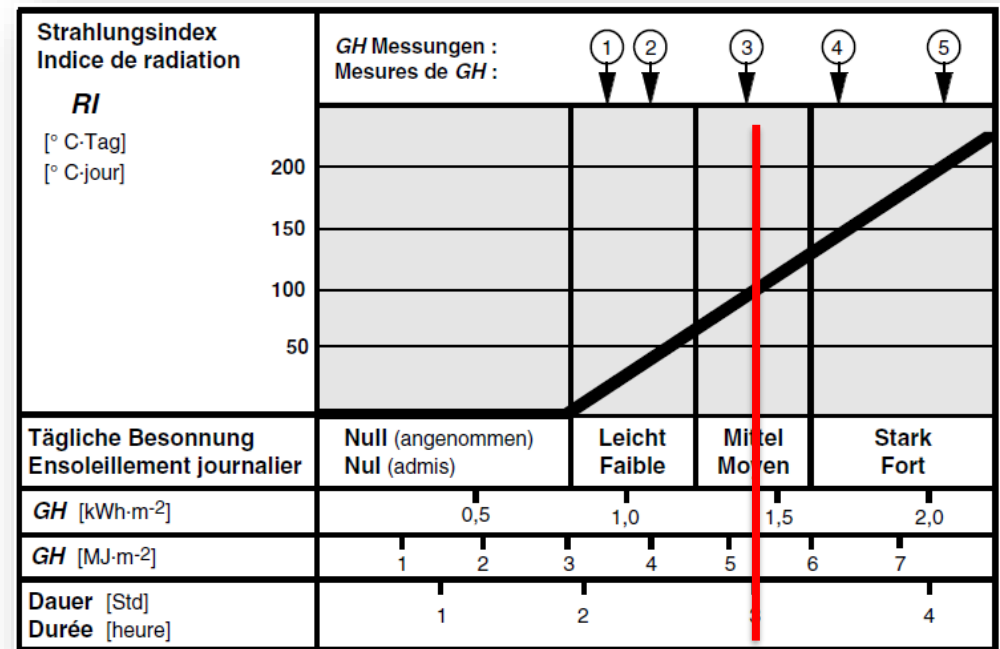 Strahlungsindex
Indice de radiation
RI
[° C·Tag]
[° C·jour]
GH Messungen :
Mesures de GH :
1 2 3 4 5
200
150
100
50
Tägliche Besonnung
Ensoleillement journalier
Null (angenommen)
Nul (admis)
Leicht
Faible
Mittel
Moyen
Stark
Fort
GH [kWh·m-2]
0,5 1,0 1,5 2,0
GH [MJ·m-2]
1 2 3 4 5 6 7
Dauer [Std]
Durée [heure]
1 2 3 4